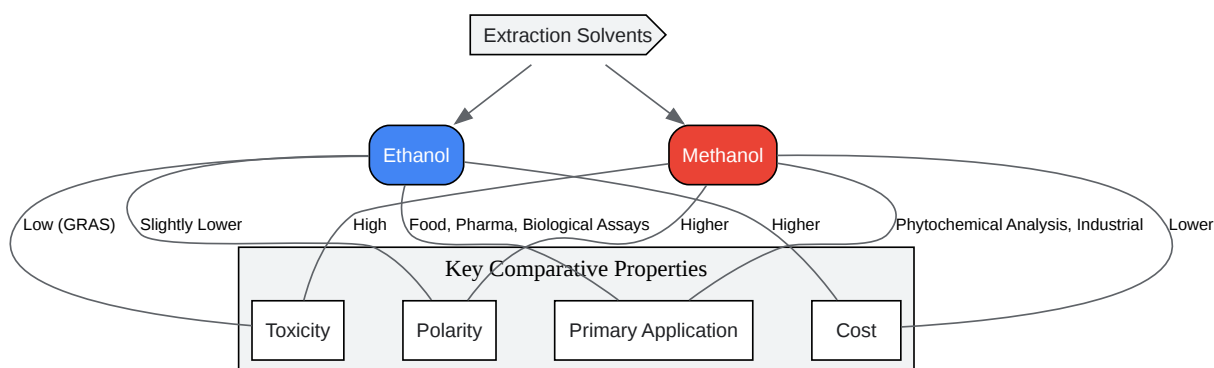 Extraction Solvents
Ethanol
Methanol
Low (GRAS)
Slightly Lower
High
Food, Pharma, Biological Assays
Higher
Higher
Phytochemical Analysis, Industrial
Lower
Key Comparative Properties
Toxicity
Polarity
Primary Application
Cost